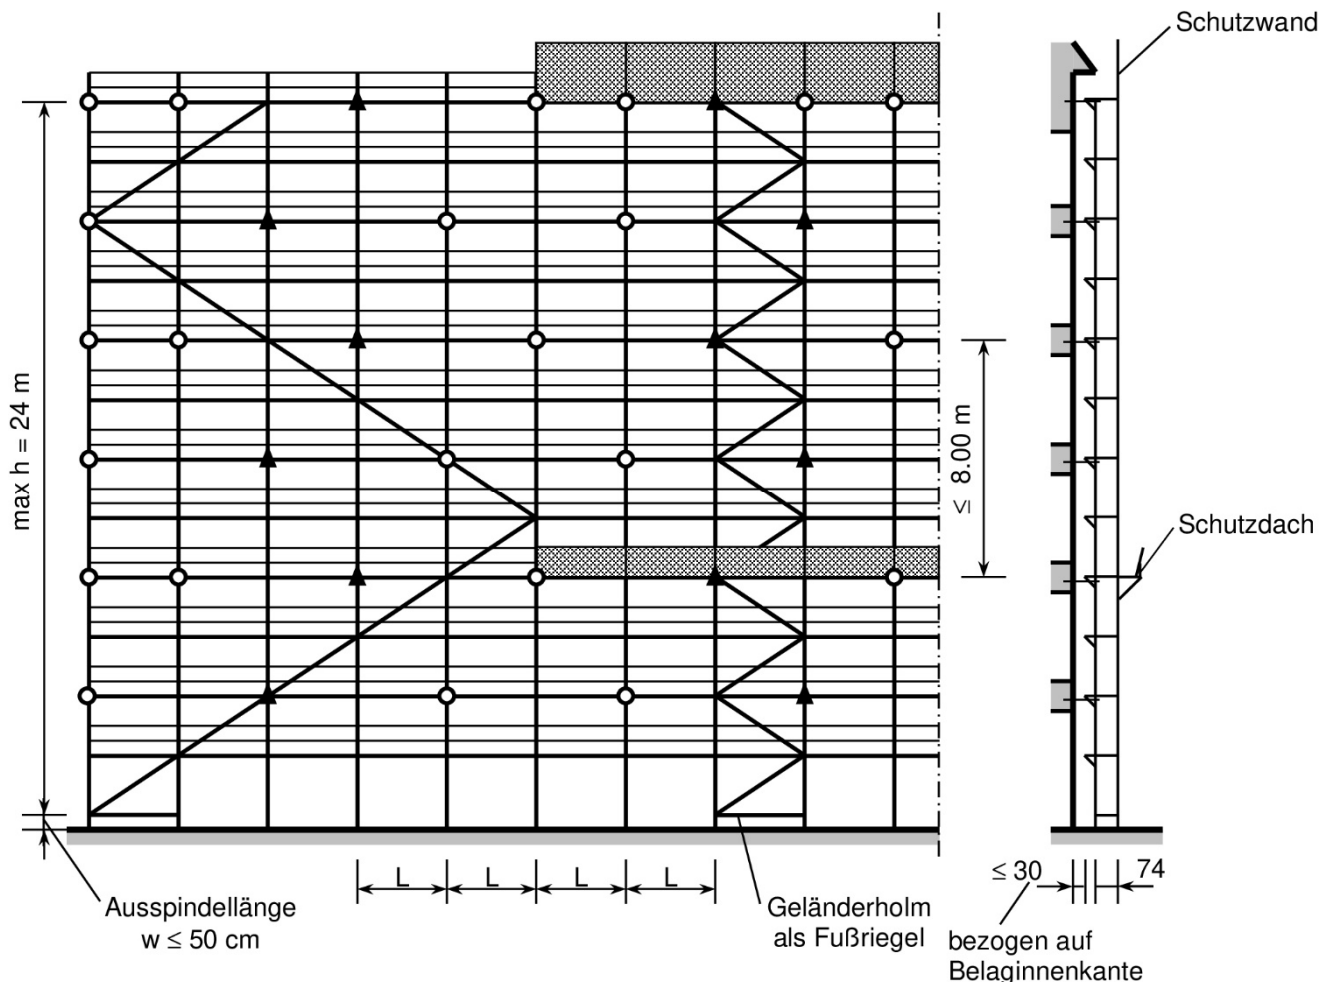 Schutzwand
max h = 24 m
≤ 8.00 m
Schutzdach
L
L
L
L
≤ 30
74
Ausspindellänge
w ≤ 50 cm
Geländerholm
als Fußriegel
bezogen auf
Belaginnenkante